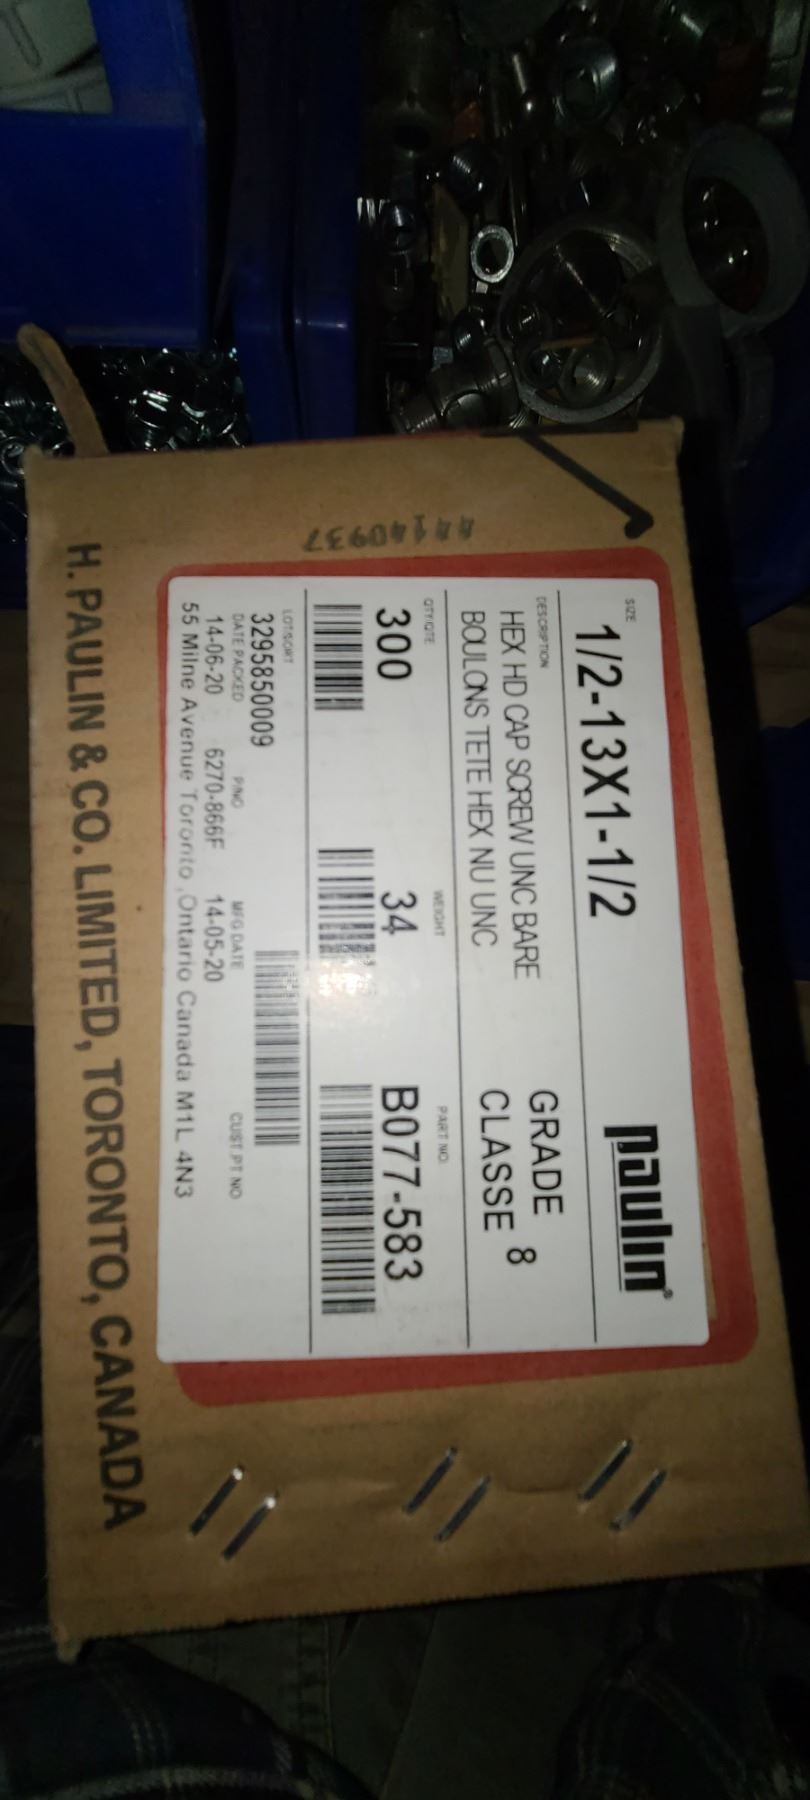 44140937
SIZE
1/2-13X1-1/2
paulin®
DESCRIPTION
HEX HD CAP SCREW UNC BARE
BOULONS TETE HEX NU UNC
GRADE
CLASSE 8
QTY/QTE
300
WEIGHT
34
PART NO.
B077-583
LOT/SORT
3295850009
DATE PACKED
14-06-20
P/NO
6270-866F
MFG DATE
14-05-20
CUST PT NO
55 Milne Avenue Toronto ,Ontario Canada M1L 4N3
H. PAULIN & CO. LIMITED, TORONTO, CANADA